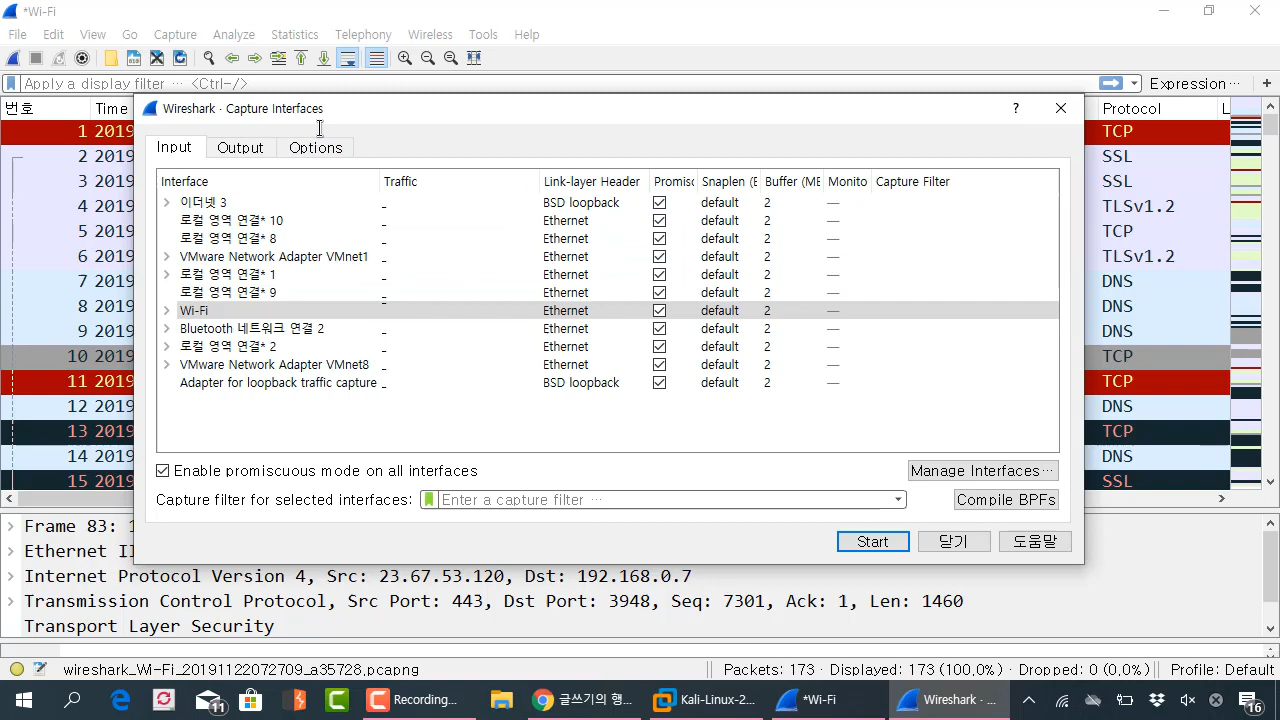 *Wi-Fi
File Edit View Go Capture Analyze Statistics Telephony Wireless Tools Help
Apply a display filter ··· <Ctrl-/>
Expression···
+
번호 Time Protocol L
Wireshark · Capture Interfaces
?
Input Output Options
Interface Traffic Link-layer Header Promisc Snaplen (B Buffer (MB Monito Capture Filter
이더넷 3 _ BSD loopback default 2 —
로컬 영역 연결* 10 _ Ethernet default 2 —
로컬 영역 연결* 8 _ Ethernet default 2 —
VMware Network Adapter VMnet1 _ Ethernet default 2 —
로컬 영역 연결* 1 _ Ethernet default 2 —
로컬 영역 연결* 9 _ Ethernet default 2 —
Wi-Fi _ Ethernet default 2 —
Bluetooth 네트워크 연결 2 _ Ethernet default 2 —
로컬 영역 연결* 2 _ Ethernet default 2 —
VMware Network Adapter VMnet8 _ Ethernet default 2 —
Adapter for loopback traffic capture _ BSD loopback default 2 —
Enable promiscuous mode on all interfaces
Manage Interfaces···
Capture filter for selected interfaces: Enter a capture filter ···
Compile BPFs
Start 닫기 도움말
1 2019 TCP
2 2019 SSL
3 2019 SSL
4 2019 TLSv1.2
5 2019 TCP
6 2019 TLSv1.2
7 2019 DNS
8 2019 DNS
9 2019 DNS
10 2019 TCP
11 2019 TCP
12 2019 DNS
13 2019 TCP
14 2019 DNS
15 2019 SSL
Frame 83: 1
Ethernet II
Internet Protocol Version 4, Src: 23.67.53.120, Dst: 192.168.0.7
Transmission Control Protocol, Src Port: 443, Dst Port: 3948, Seq: 7301, Ack: 1, Len: 1460
Transport Layer Security
wireshark_Wi-Fi_20191122072709_a35728.pcapng
Packets: 173 · Displayed: 173 (100,0%) · Dropped: 0 (0,0%)
Profile: Default
11
Recording...
글쓰기의 행...
Kali-Linux-2...
*Wi-Fi
Wireshark · ...
16